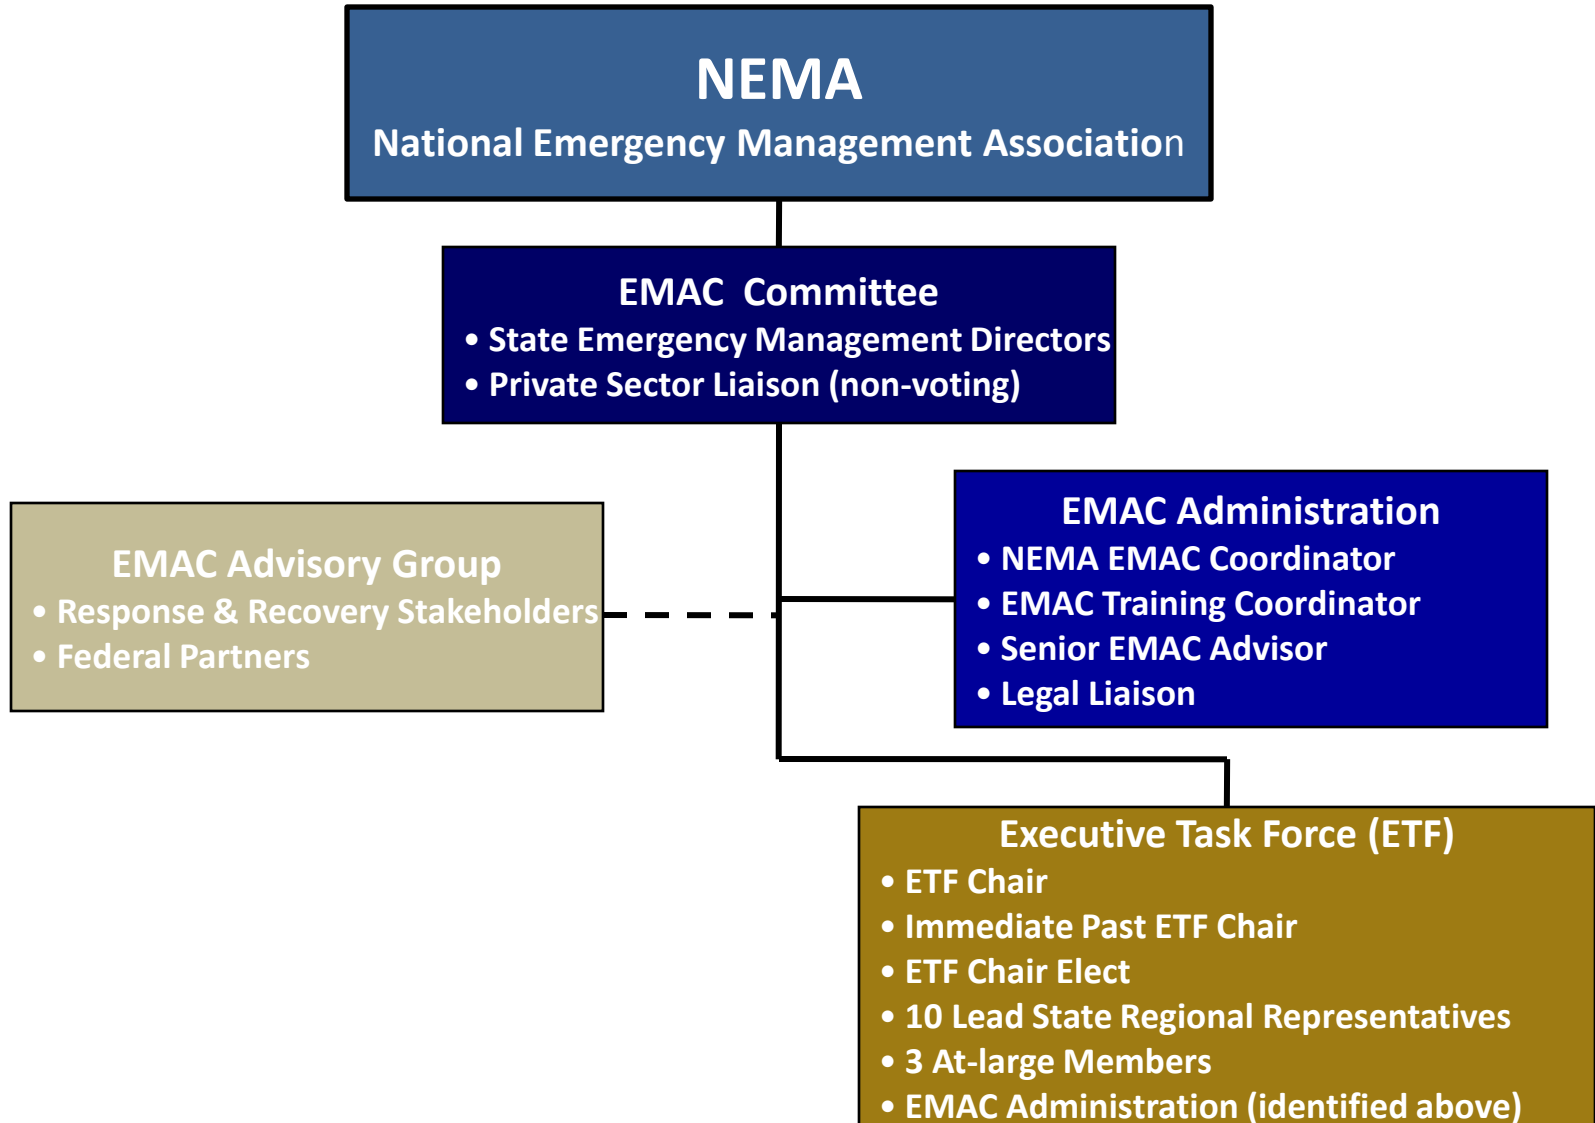 NEMA
National Emergency Management Association
EMAC Committee
• State Emergency Management Directors
• Private Sector Liaison (non-voting)
EMAC Advisory Group
• Response & Recovery Stakeholders
• Federal Partners
EMAC Administration
• NEMA EMAC Coordinator
• EMAC Training Coordinator
• Senior EMAC Advisor
• Legal Liaison
Executive Task Force (ETF)
• ETF Chair
• Immediate Past ETF Chair
• ETF Chair Elect
• 10 Lead State Regional Representatives
• 3 At-large Members
• EMAC Administration (identified above)